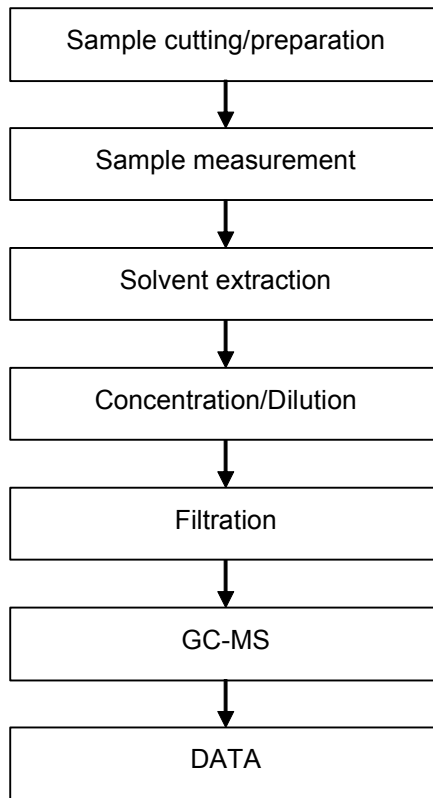 Sample cutting/preparation
Sample measurement
Solvent extraction
Concentration/Dilution
Filtration
GC-MS
DATA